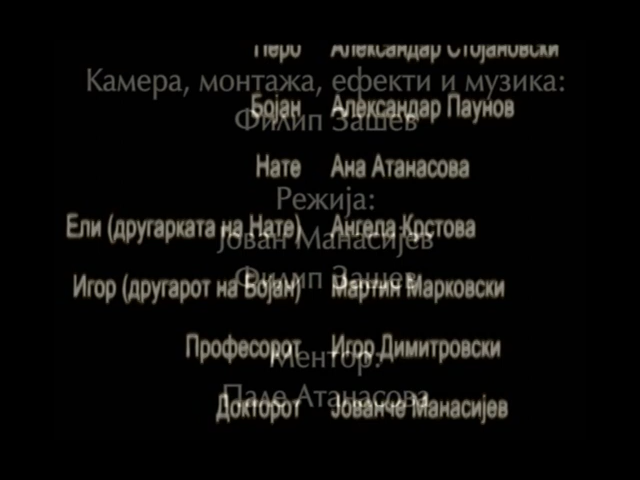 Перо Александар Стојановски
Камера, монтажа, ефекти и музика:
Бојан Александар Паунов
Филип Зашев
Нате Ана Атанасова
Режија:
Ели (другарката на Нате) Ангела Крстова
Јован Манасијев
Игор (другарот на Бојан) Мартин Марковски
Филип Зашев
Професорот Игор Димитровски
Ментор:
Пале Атанасова
Докторот Јованче Манасијев